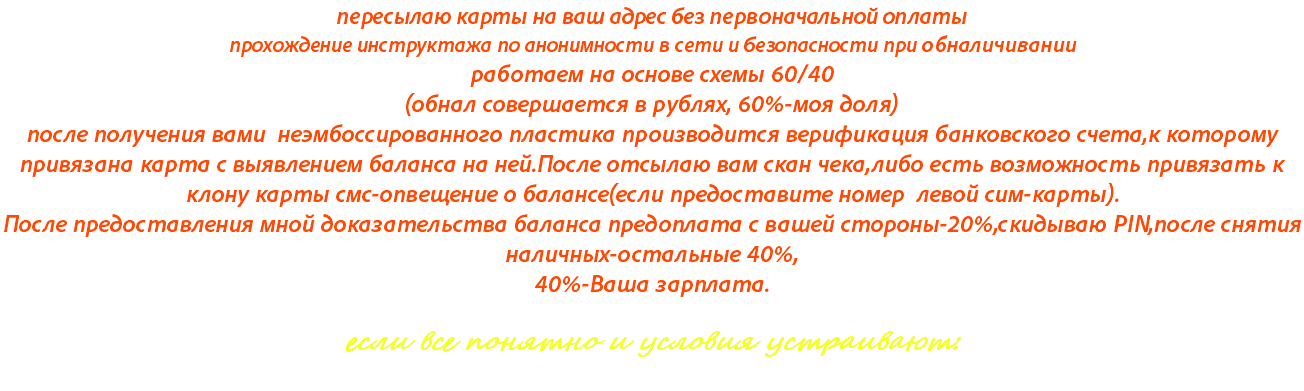 пересылаю карты на ваш адрес без первоначальной оплаты
прохождение инструктажа по анонимности в сети и безопасности при обналичивании
работаем на основе схемы 60/40
(обнал совершается в рублях, 60%-моя доля)
после получения вами неэмбоссированного пластика производится верификация банковского счета,к которому
привязана карта с выявлением баланса на ней.После отсылаю вам скан чека,либо есть возможность привязать к
клону карты смс-опвещение о балансе(если предоставите номер левой сим-карты).
После предоставления мной доказательства баланса предоплата с вашей стороны-20%,скидываю PIN,после снятия
наличных-остальные 40%,
40%-Ваша зарплата.
если все понятно и условия устраивают: